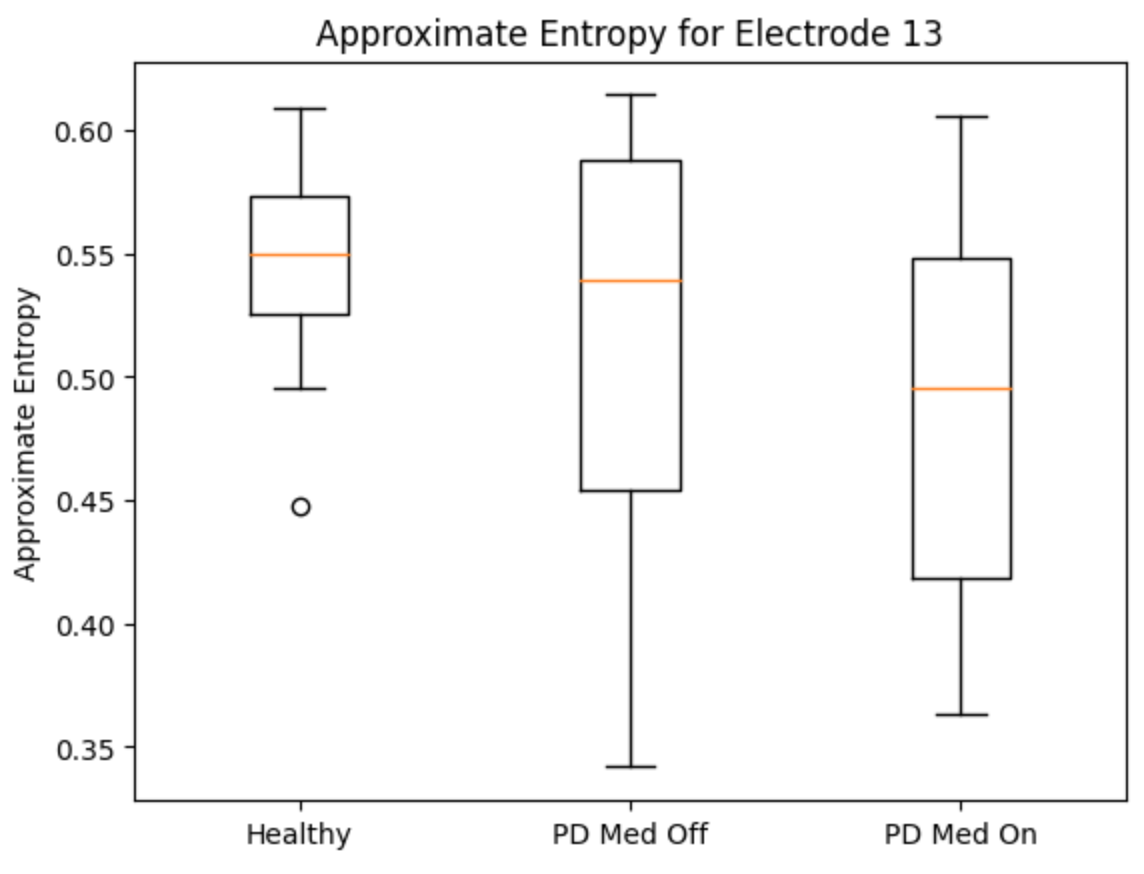 Approximate Entropy for Electrode 13
Approximate Entropy
0.60
0.55
0.50
0.45
0.40
0.35
Healthy
PD Med Off
PD Med On